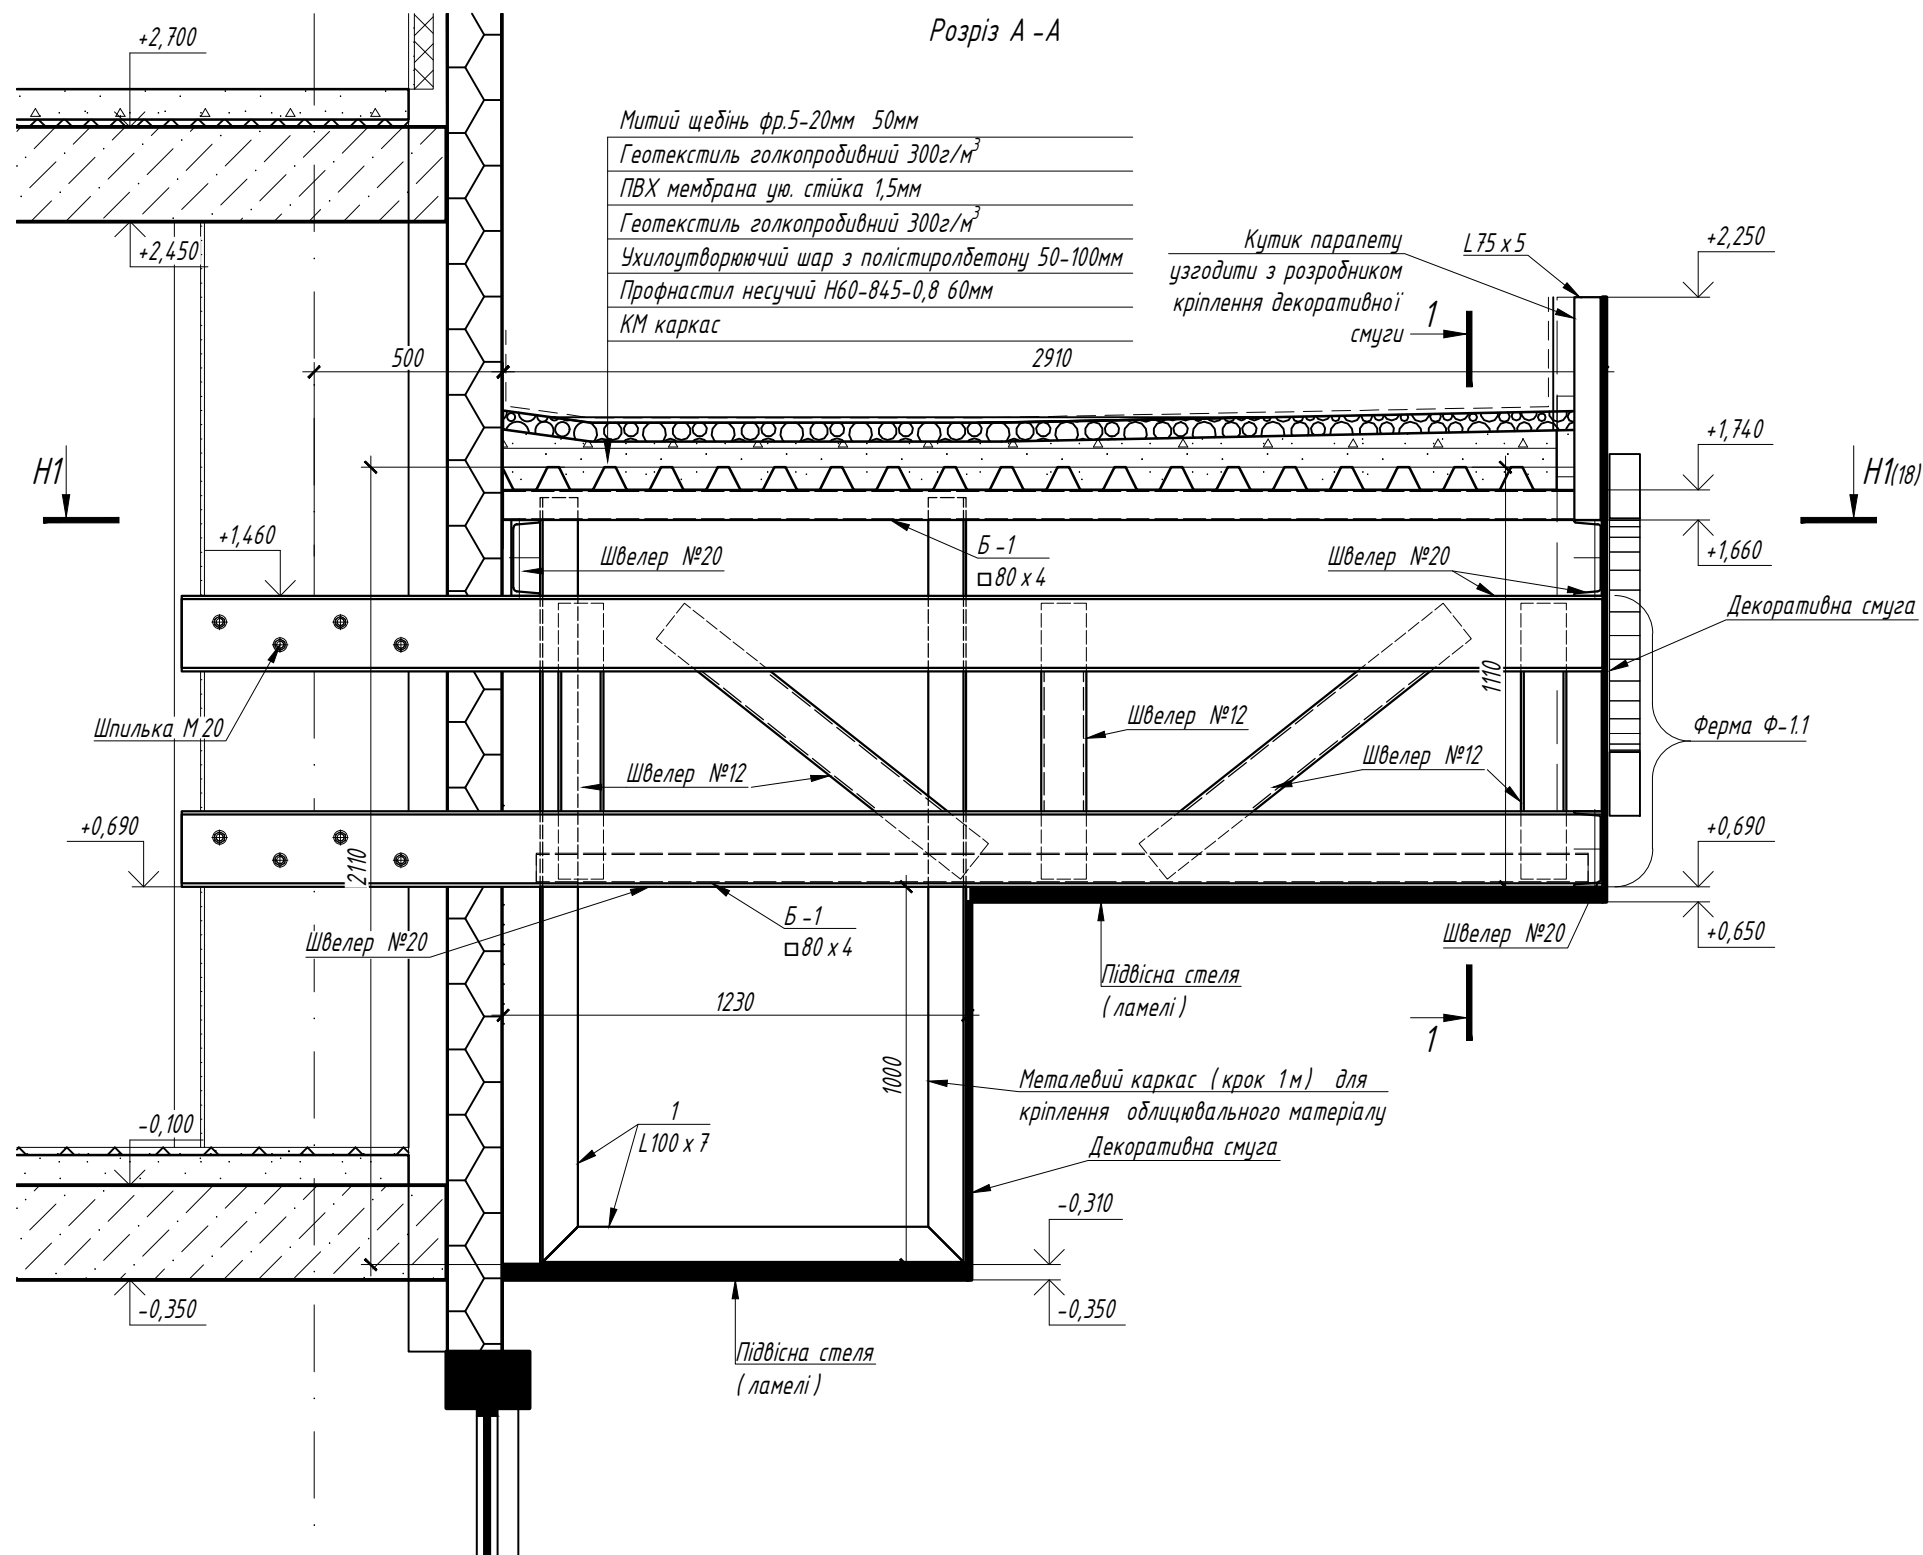 Розріз А-А
+2,700
Митий щебінь фр.5-20мм 50мм
Геотекстиль голкопробивний 300г/м³
ПВХ мембрана ую. стійка 1,5мм
Геотекстиль голкопробивний 300г/м³
Ухилоутворюючий шар з полістиролбетону 50-100мм
Профнастил несучий Н60-845-0,8 60мм
КМ каркас
+2,450
Кутик парапету
узгодити з розробником
кріплення декоративної
смуги
L75 x 5
+2,250
1
500
2910
+1,740
Н1
Н1(18)
+1,460
Швелер №20
Б-1
□80 x 4
Швелер №20
+1,660
Декоративна смуга
1110
Шпилька М20
Швелер №12
Ферма Ф-1.1
Швелер №12
Швелер №12
+0,690
2110
+0,690
Б-1
□80 x 4
Швелер №20
Швелер №20
+0,650
Підвісна стеля
(ламелі)
1230
1
1000
Металевий каркас (крок 1м) для
кріплення облицювального матеріалу
-0,100
1
L100 x 7
Декоративна смуга
-0,310
-0,350
-0,350
Підвісна стеля
(ламелі)